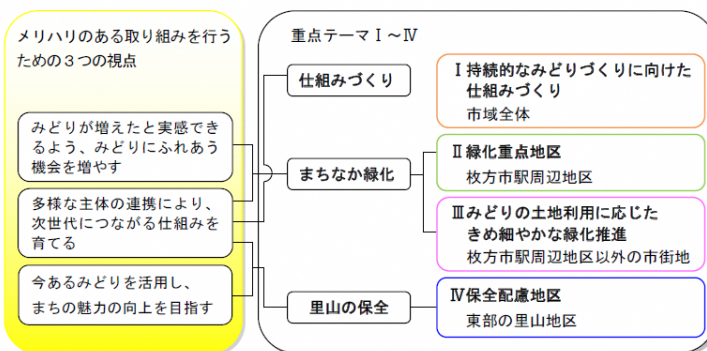 メリハリのある取り組みを行う
ための３つの視点
みどりが増えたと実感でき
るよう、みどりにふれあう
機会を増やす
多様な主体の連携により、
次世代につながる仕組みを
育てる
今あるみどりを活用し、
まちの魅力の向上を目指す
重点テーマⅠ～Ⅳ
仕組みづくり
まちなか緑化
里山の保全
Ⅰ持続的なみどりづくりに向けた
仕組みづくり
市域全体
Ⅱ緑化重点地区
枚方市駅周辺地区
Ⅲみどりの土地利用に応じた
きめ細やかな緑化推進
枚方市駅周辺地区以外の市街地
Ⅳ保全配慮地区
東部の里山地区